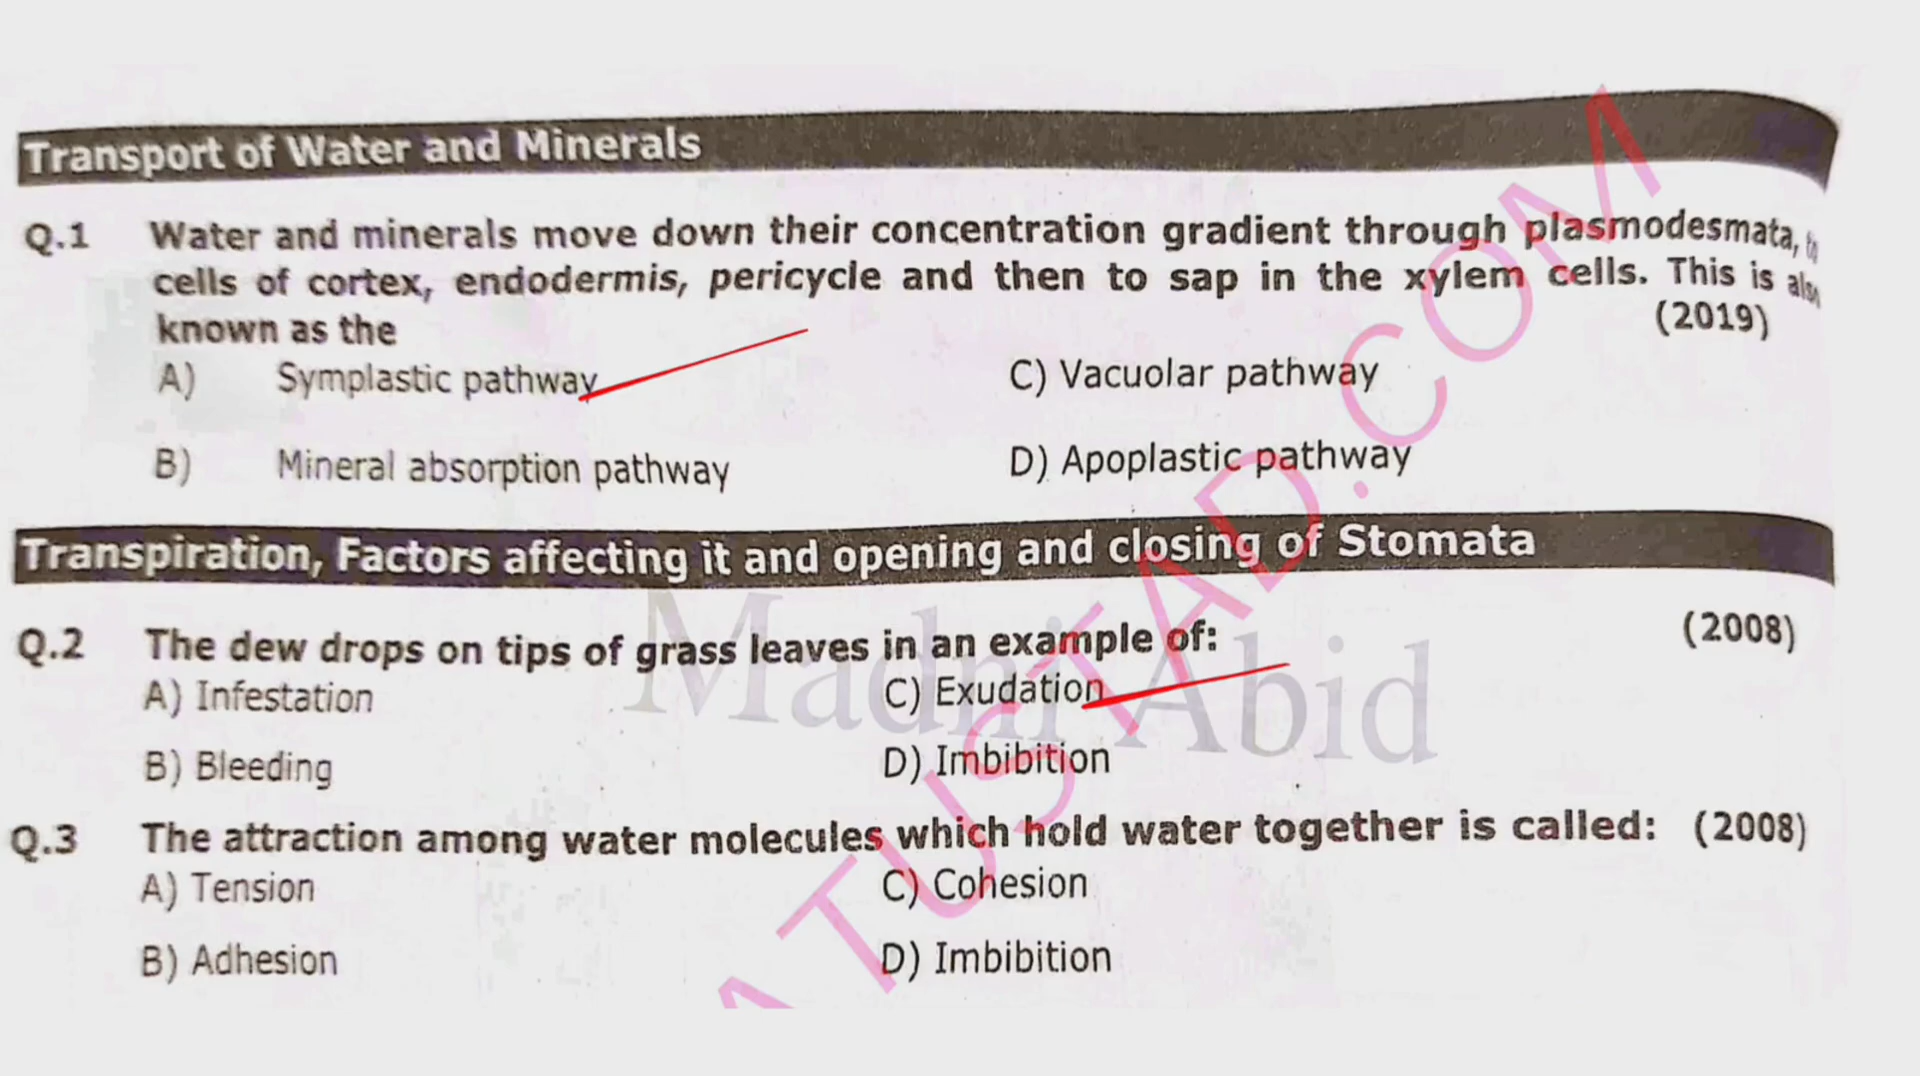 Transport of Water and Minerals
Q.1 Water and minerals move down their concentration gradient through plasmodesmata,
cells of cortex, endodermis, pericycle and then to sap in the xylem cells. This is also
known as the (2019)
A) Symplastic pathway C) Vacuolar pathway
B) Mineral absorption pathway D) Apoplastic pathway
Transpiration, Factors affecting it and opening and closing of Stomata
Q.2 The dew drops on tips of grass leaves in an example of: (2008)
A) Infestation C) Exudation
B) Bleeding D) Imbibition
Q.3 The attraction among water molecules which hold water together is called: (2008)
A) Tension C) Cohesion
B) Adhesion D) Imbibition
Madni Abid
ATUSTAD.COM